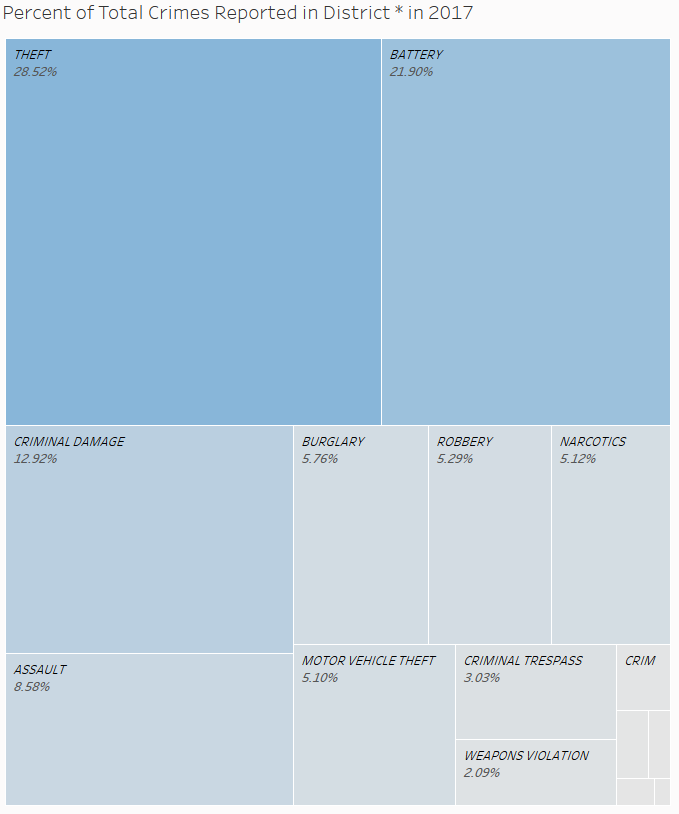 Percent of Total Crimes Reported in District * in 2017
THEFT
28.52%
BATTERY
21.90%
CRIMINAL DAMAGE
12.92%
BURGLARY
5.76%
ROBBERY
5.29%
NARCOTICS
5.12%
ASSAULT
8.58%
MOTOR VEHICLE THEFT
5.10%
CRIMINAL TRESPASS
3.03%
CRIM
WEAPONS VIOLATION
2.09%